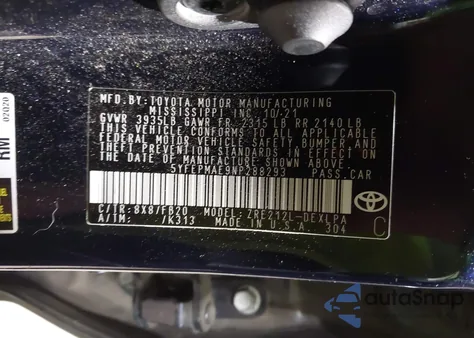 MFD.BY:TOYOTA MOTOR MANUFACTURING
MISSISSIPPI INC 10/21
GVWR 3935LB GAWR FR 2315 LB RR 2140 LB
THIS VEHICLE CONFORMS TO ALL APPLICABLE
FEDERAL MOTOR VEHICLE SAFETY, BUMPER, AND
THEFT PREVENTION STANDARDS IN EFFECT ON THE
DATE OF MANUFACTURE SHOWN ABOVE.
5YFEPMAE9NP288293 PASS.CAR
C/TR:8X8/FB20 MODEL:ZRE212L-DEXLPA
A/TM: /K313 MADE IN U.S.A. 304
C
RM
02020
autoSnap